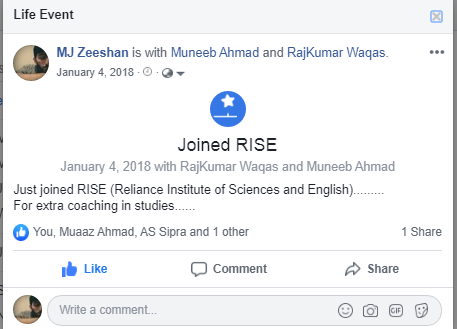 Life Event
MJ Zeeshan is with Muneeb Ahmad and RajKumar Waqas.
January 4, 2018
Joined RISE
January 4, 2018 with RajKumar Waqas and Muneeb Ahmad
Just joined RISE (Reliance Institute of Sciences and English).........
For extra coaching in studies......
You, Muaaz Ahmad, AS Sipra and 1 other 1 Share
Like Comment Share
Write a comment... GIF